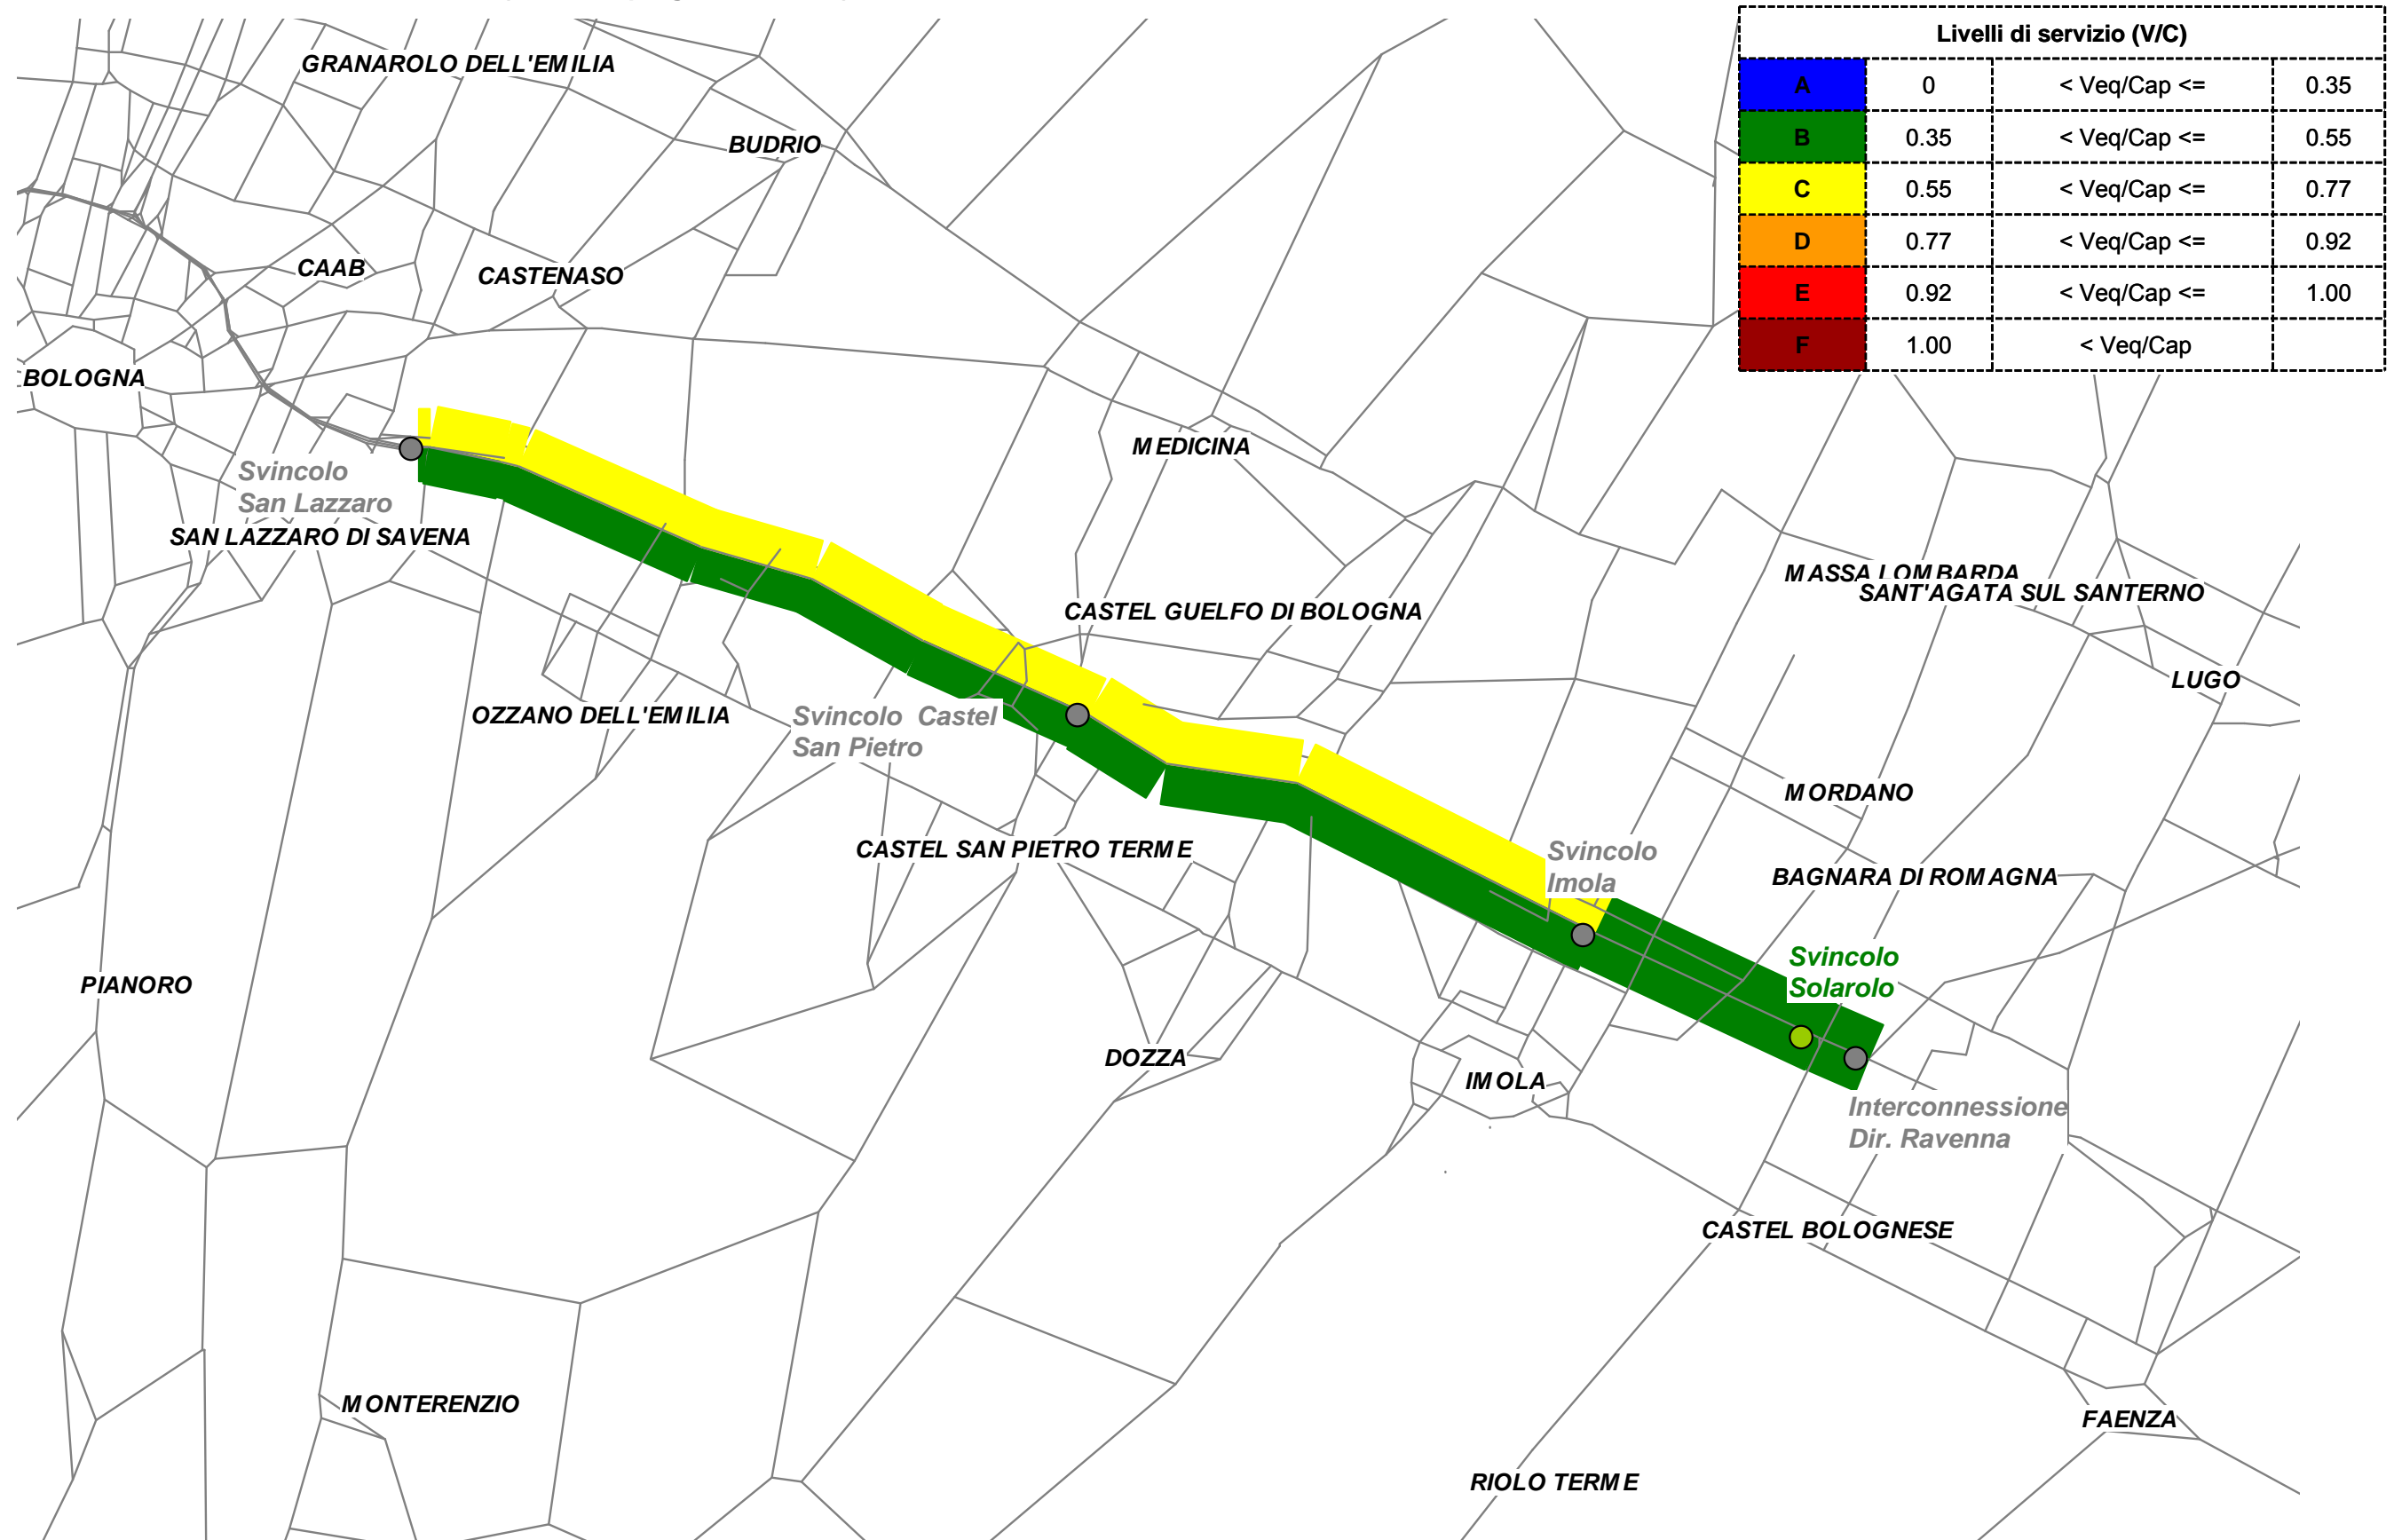 Livelli di servizio (V/C)
A 0 < Veq/Cap <= 0.35
B 0.35 < Veq/Cap <= 0.55
C 0.55 < Veq/Cap <= 0.77
D 0.77 < Veq/Cap <= 0.92
E 0.92 < Veq/Cap <= 1.00
F 1.00 < Veq/Cap
GRANAROLO DELL'EMILIA
BUDRIO
CAAB
CASTENASO
BOLOGNA
MEDICINA
Svincolo
San Lazzaro
SAN LAZZARO DI SAVENA
MASSA LOMBARDA
SANT'AGATA SUL SANTERNO
CASTEL GUELFO DI BOLOGNA
LUGO
OZZANO DELL'EMILIA
Svincolo Castel
San Pietro
MORDANO
CASTEL SAN PIETRO TERME
Svincolo
Imola
BAGNARA DI ROMAGNA
Svincolo
Solarolo
PIANORO
DOZZA
IMOLA
Interconnessione
Dir. Ravenna
CASTEL BOLOGNESE
MONTERENZIO
FAENZA
RIOLO TERME